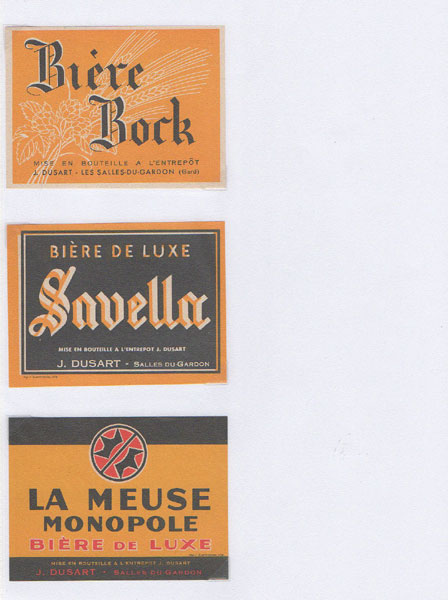 Bière
Bock
MISE EN BOUTEILLE A L'ENTREPÔT
J. DUSART - LES SALLES-DU-GARDON (Gard)
BIÈRE DE LUXE
Savella
MISE EN BOUTEILLE A L'ENTREPOT J. DUSART
J. DUSART - SALLES DU GARDON
LA MEUSE
MONOPOLE
BIÈRE DE LUXE
MISE EN BOUTEILLE A L'ENTREPOT J. DUSART
J. DUSART - SALLES DU GARDON